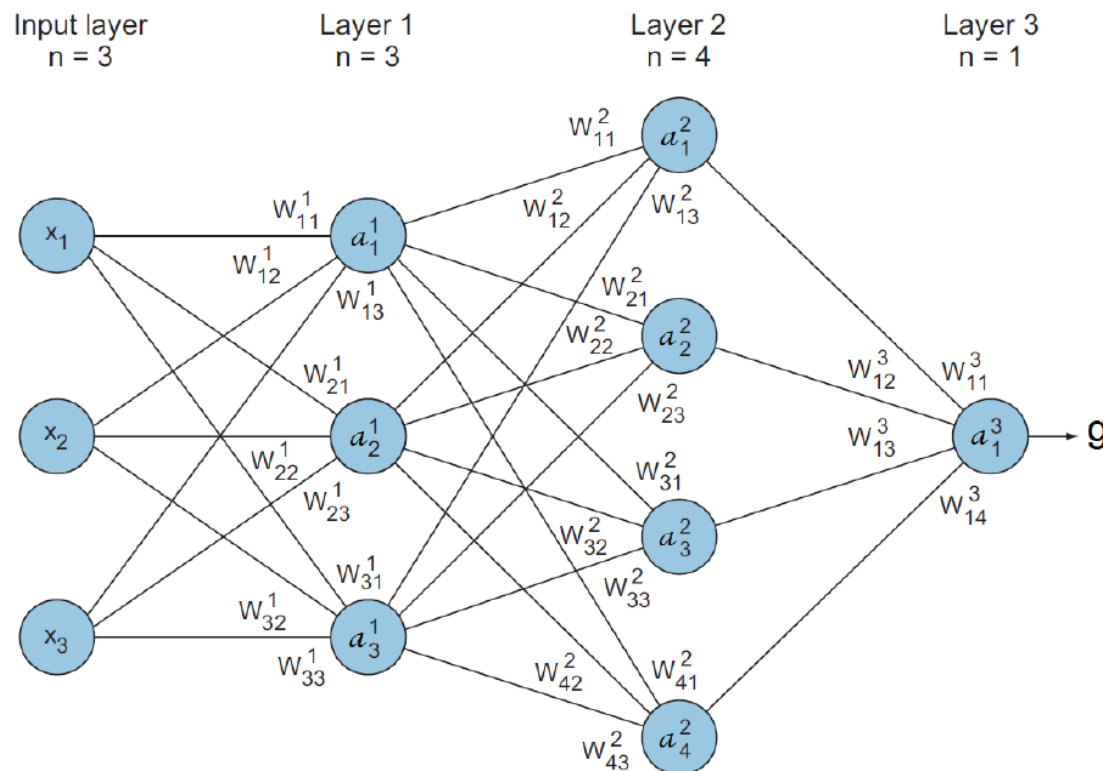 Input layer
n = 3
Layer 1
n = 3
Layer 2
n = 4
Layer 3
n = 1
x₁
x₂
x₃
W¹₁₁
W¹₁₂
W¹₁₃
W¹₂₁
W¹₂₂
W¹₂₃
W¹₃₁
W¹₃₂
W¹₃₃
a¹₁
a¹₂
a¹₃
W²₁₁
W²₁₂
W²₁₃
W²₂₁
W²₂₂
W²₂₃
W²₃₁
W²₃₂
W²₃₃
W²₄₁
W²₄₂
W²₄₃
a²₁
a²₂
a²₃
a²₄
W³₁₂
W³₁₁
W³₁₃
W³₁₄
a³₁
g